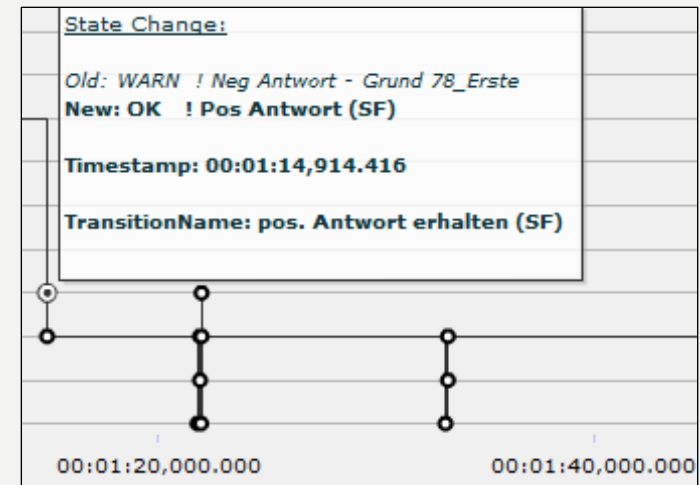 State Change:
Old: WARN ! Neg Antwort - Grund 78_Erste
New: OK ! Pos Antwort (SF)
Timestamp: 00:01:14,914.416
TransitionName: pos. Antwort erhalten (SF)
00:01:20,000.000 00:01:40,000.000